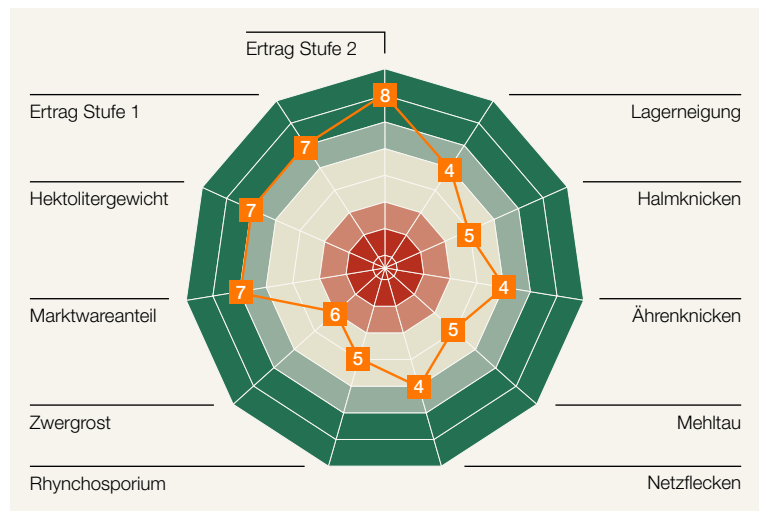 Ertrag Stufe 2
Ertrag Stufe 1
Lagerneigung
Hektolitergewicht
Halmknicken
Marktwareanteil
Ährenknicken
Zwergrost
Mehltau
Rhynchosporium
Netzflecken
8
7
4
7
5
7
4
6
5
5
4